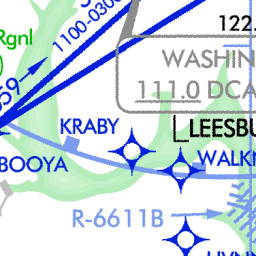 122.
Rgnl
1100-0300
WASHIN
59
111.0 DCA
KRABY
LEESBU
BOOYA
WALKN
R-6611B